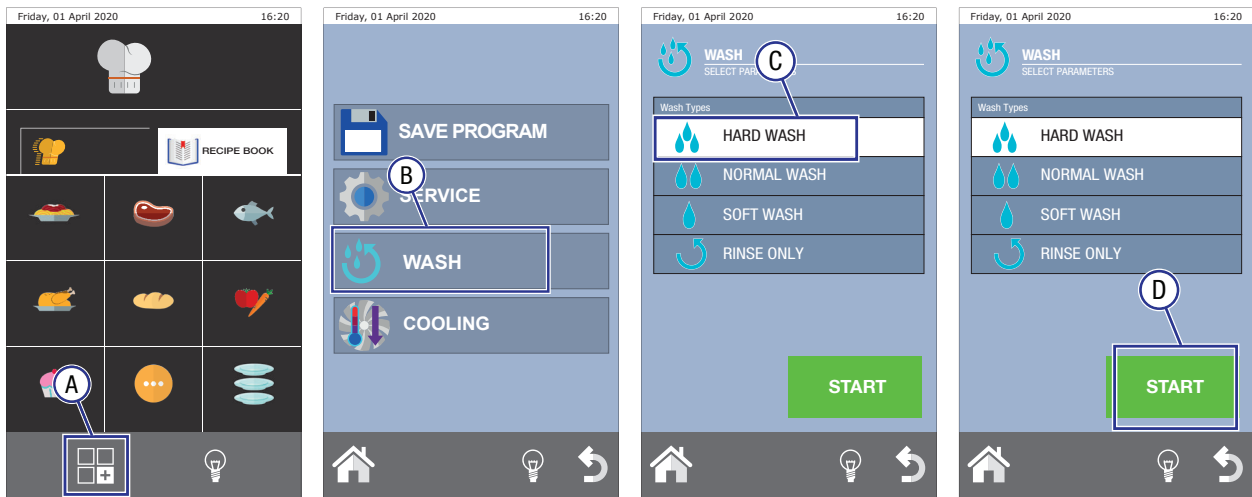 Friday, 01 April 2020 16:20
RECIPE BOOK
A
Friday, 01 April 2020 16:20
SAVE PROGRAM
B
SERVICE
WASH
COOLING
Friday, 01 April 2020 16:20
WASH
C
SELECT PARAMETERS
Wash Types
HARD WASH
NORMAL WASH
SOFT WASH
RINSE ONLY
START
Friday, 01 April 2020 16:20
WASH
SELECT PARAMETERS
Wash Types
HARD WASH
NORMAL WASH
SOFT WASH
RINSE ONLY
D
START